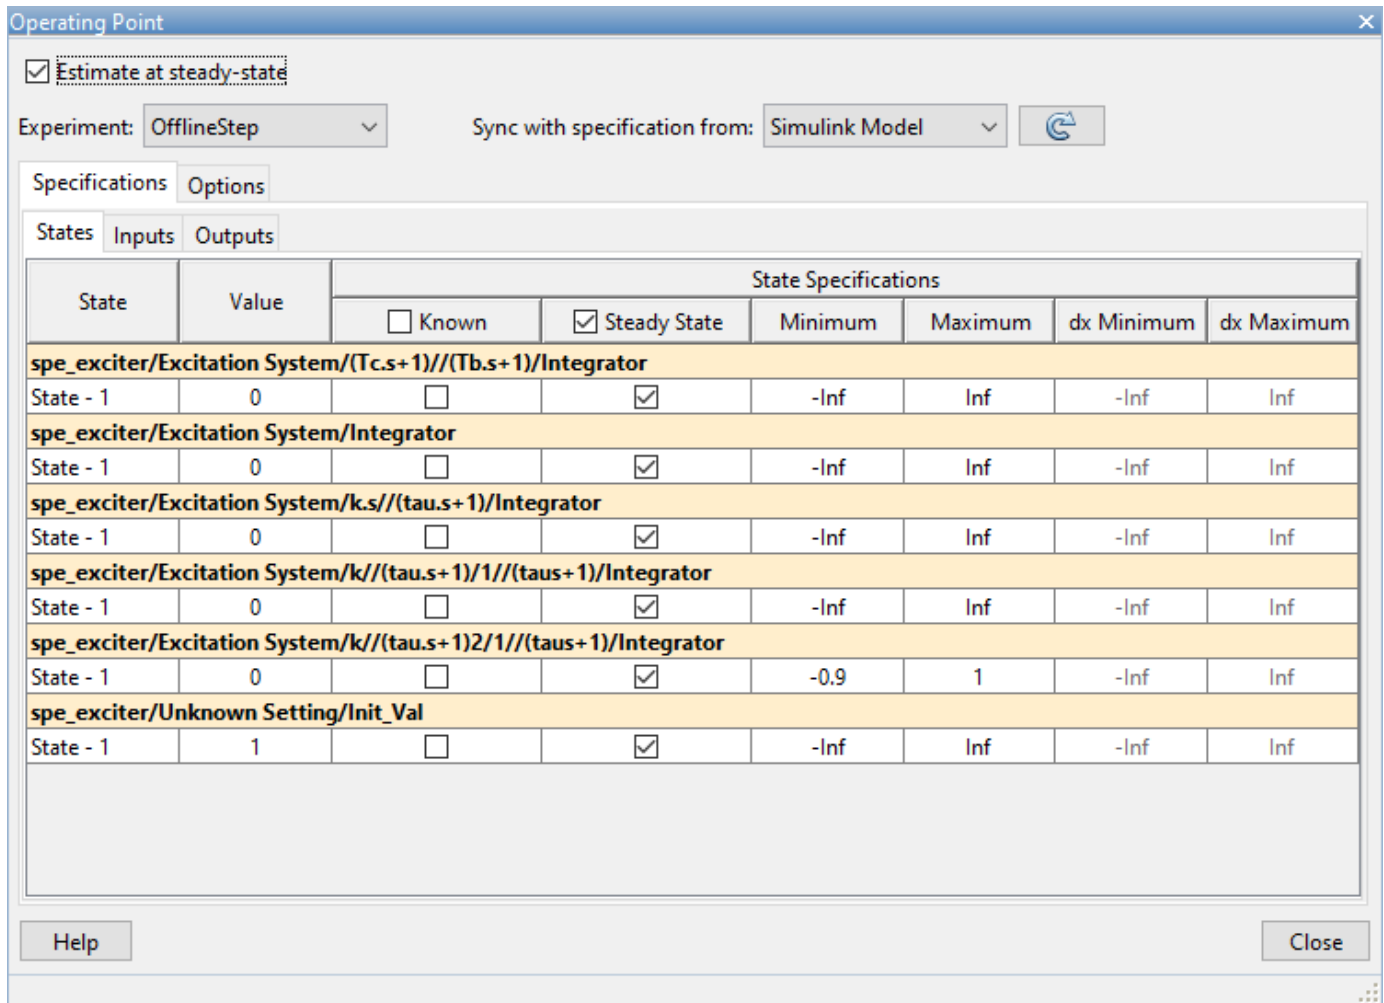 Operating Point
Estimate at steady-state
Experiment: OfflineStep Sync with specification from: Simulink Model
Specifications Options
States Inputs Outputs
State Value State Specifications
Known Steady State Minimum Maximum dx Minimum dx Maximum
spe_exciter/Excitation System/(Tc.s+1)//(Tb.s+1)/Integrator
State - 1 0 -Inf Inf -Inf Inf
spe_exciter/Excitation System/Integrator
State - 1 0 -Inf Inf -Inf Inf
spe_exciter/Excitation System/k.s//(tau.s+1)/Integrator
State - 1 0 -Inf Inf -Inf Inf
spe_exciter/Excitation System/k//(tau.s+1)/1//(taus+1)/Integrator
State - 1 0 -Inf Inf -Inf Inf
spe_exciter/Excitation System/k//(tau.s+1)2/1//(taus+1)/Integrator
State - 1 0 -0.9 1 -Inf Inf
spe_exciter/Unknown Setting/Init_Val
State - 1 1 -Inf Inf -Inf Inf
Help Close